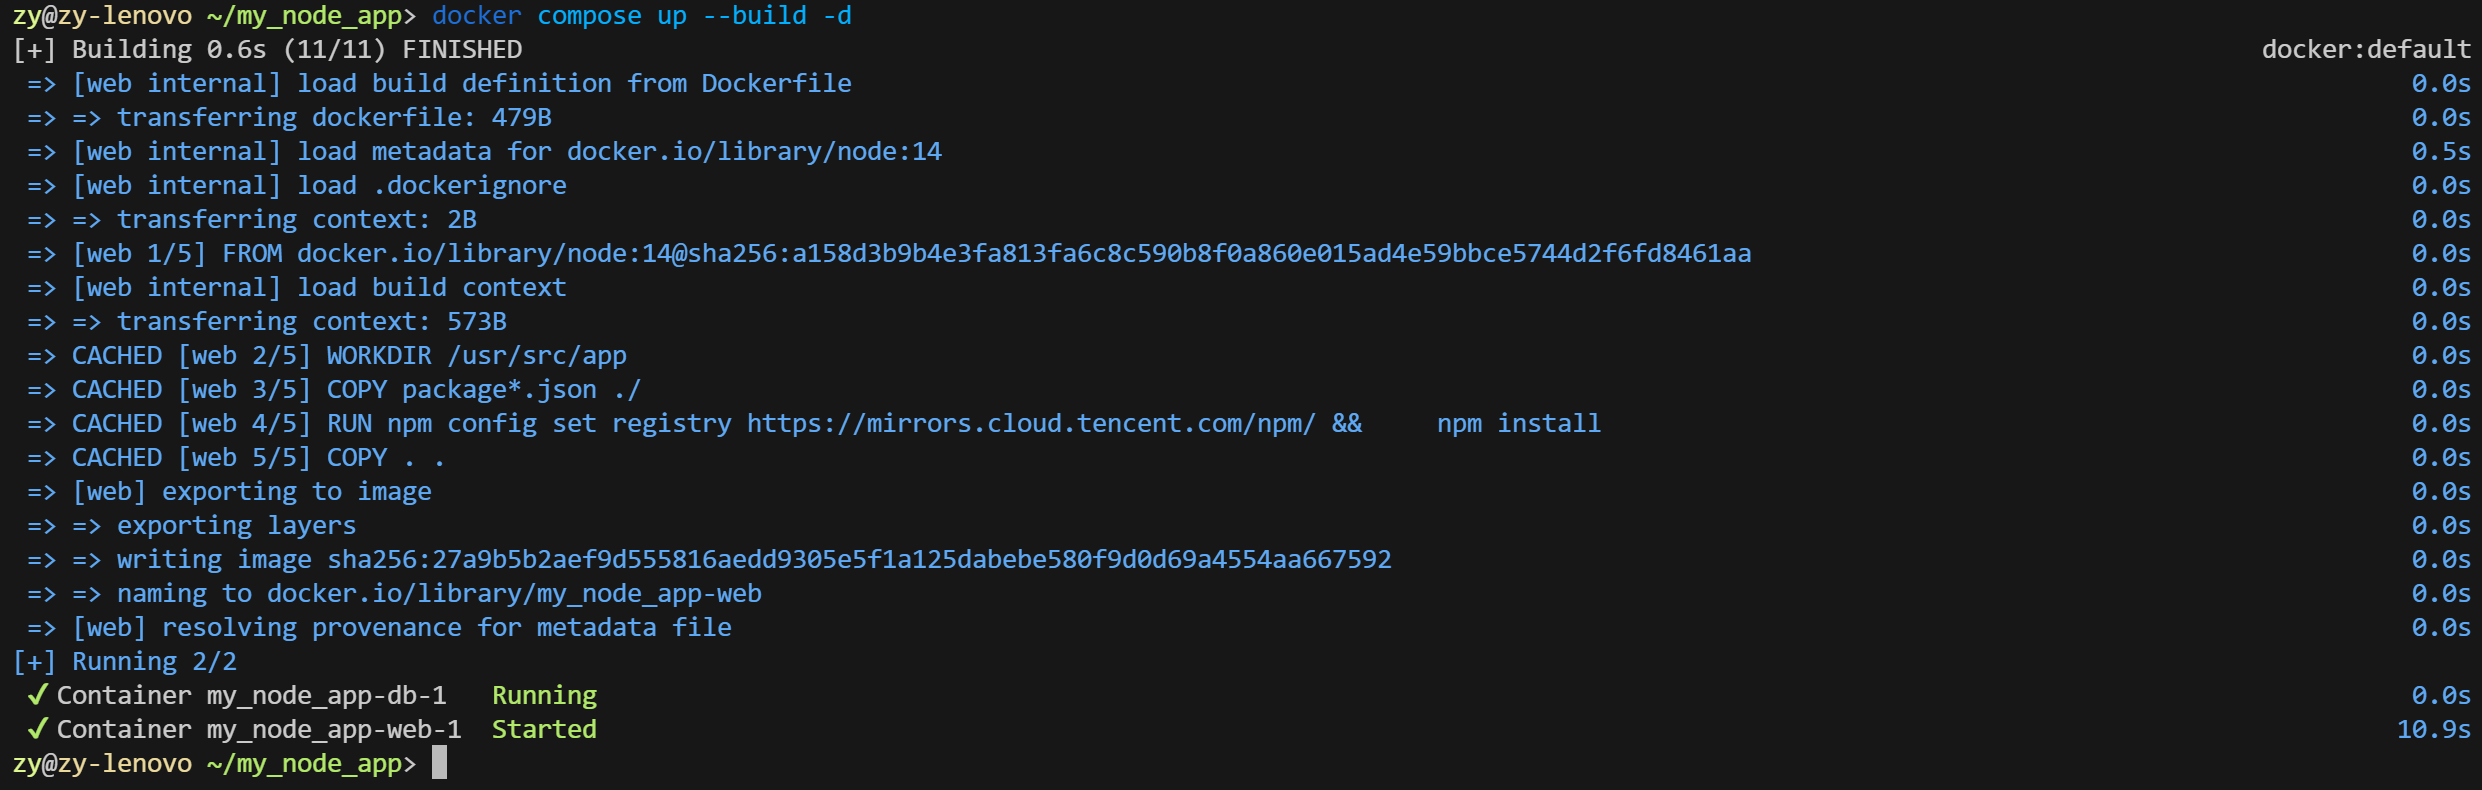 zy@zy-lenovo ~/my_node_app> docker compose up --build -d
[+] Building 0.6s (11/11) FINISHED docker:default
=> [web internal] load build definition from Dockerfile 0.0s
=> => transferring dockerfile: 479B 0.0s
=> [web internal] load metadata for docker.io/library/node:14 0.5s
=> [web internal] load .dockerignore 0.0s
=> => transferring context: 2B 0.0s
=> [web 1/5] FROM docker.io/library/node:14@sha256:a158d3b9b4e3fa813fa6c8c590b8f0a860e015ad4e59bbce5744d2f6fd8461aa 0.0s
=> [web internal] load build context 0.0s
=> => transferring context: 573B 0.0s
=> CACHED [web 2/5] WORKDIR /usr/src/app 0.0s
=> CACHED [web 3/5] COPY package*.json ./ 0.0s
=> CACHED [web 4/5] RUN npm config set registry https://mirrors.cloud.tencent.com/npm/ &&     npm install 0.0s
=> CACHED [web 5/5] COPY . . 0.0s
=> [web] exporting to image 0.0s
=> => exporting layers 0.0s
=> => writing image sha256:27a9b5b2aef9d555816aedd9305e5f1a125dabebe580f9d0d69a4554aa667592 0.0s
=> => naming to docker.io/library/my_node_app-web 0.0s
=> [web] resolving provenance for metadata file 0.0s
[+] Running 2/2
✓ Container my_node_app-db-1 Running 0.0s
✓ Container my_node_app-web-1 Started 10.9s
zy@zy-lenovo ~/my_node_app>